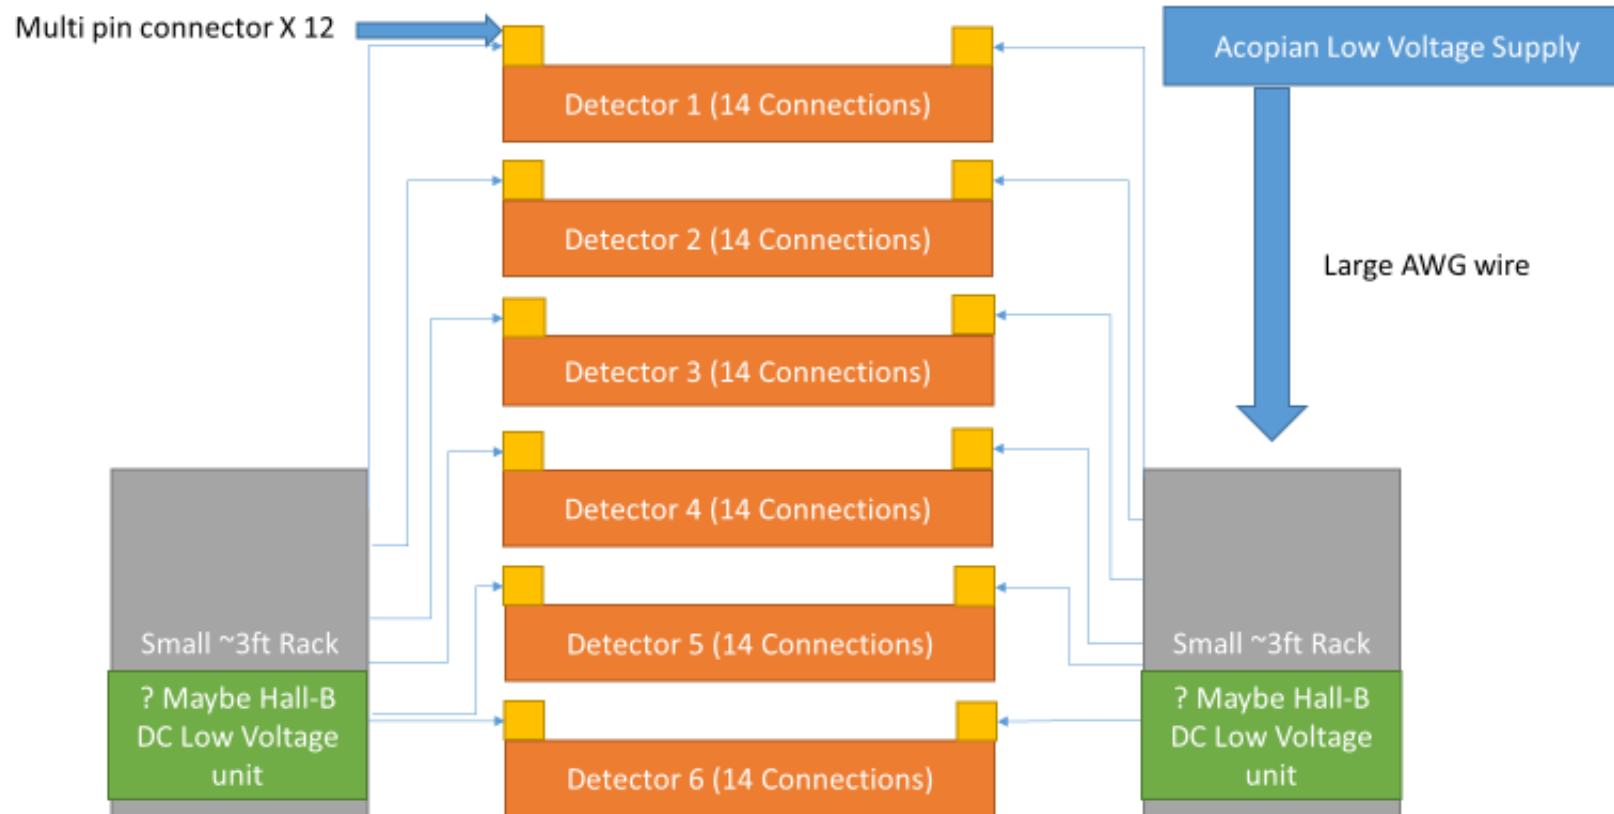 Multi pin connector X 12
Acopian Low Voltage Supply
Detector 1 (14 Connections)
Detector 2 (14 Connections)
Large AWG wire
Detector 3 (14 Connections)
Detector 4 (14 Connections)
Small ~3ft Rack
Detector 5 (14 Connections)
Small ~3ft Rack
? Maybe Hall-B
DC Low Voltage
unit
Detector 6 (14 Connections)
? Maybe Hall-B
DC Low Voltage
unit